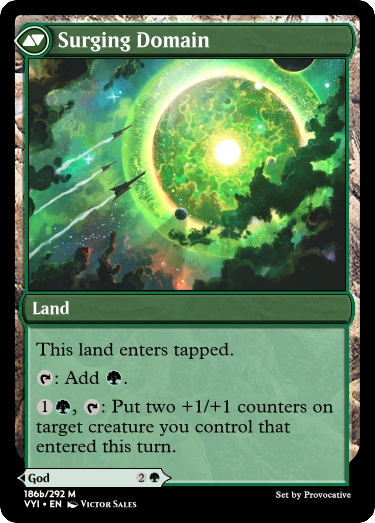 Surging Domain
Land
This land enters tapped.
: Add .
1 , : Put two +1/+1 counters on
target creature you control that
entered this turn.
God 2
186b/292 M
VYI • EN Victor Sales
Set by Provocative